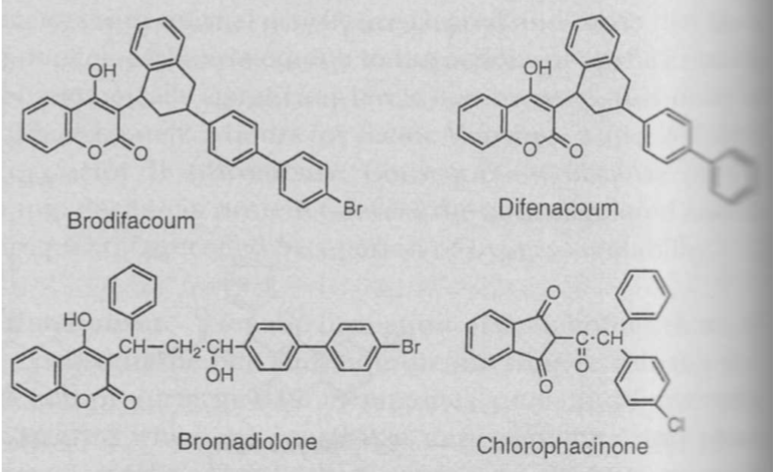 OH
O
O
Br
Brodifacoum
OH
O
O
Difenacoum
HO
CH
CH2
CH
OH
Br
O
O
Bromadiolone
O
O
C
CH
O
Cl
Chlorophacinone